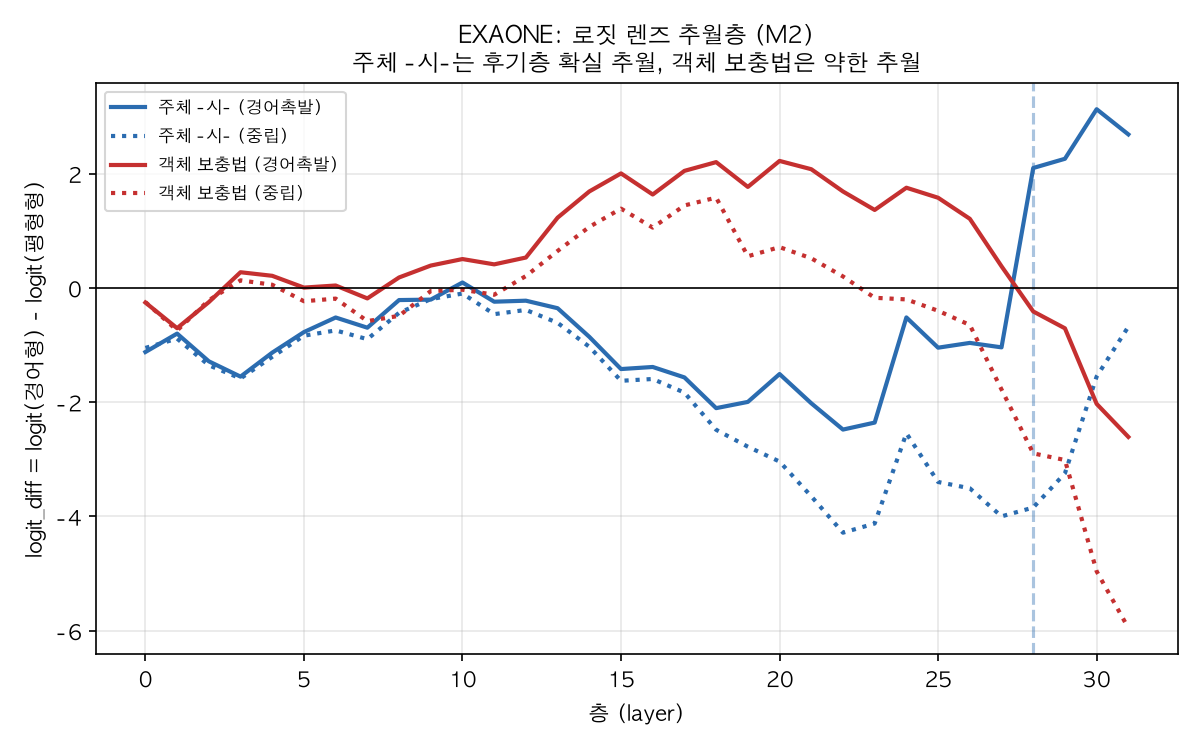 EXAONE: 로짓 렌즈 추월층 (M2)
주체 -시-는 후기층 확실 추월, 객체 보충법은 약한 추월
주체 -시- (경어촉발)
주체 -시- (중립)
객체 보충법 (경어촉발)
객체 보충법 (중립)
logit_diff = logit(경어형) - logit(평형형)
2
0
-2
-4
-6
0
5
10
15
20
25
30
층 (layer)